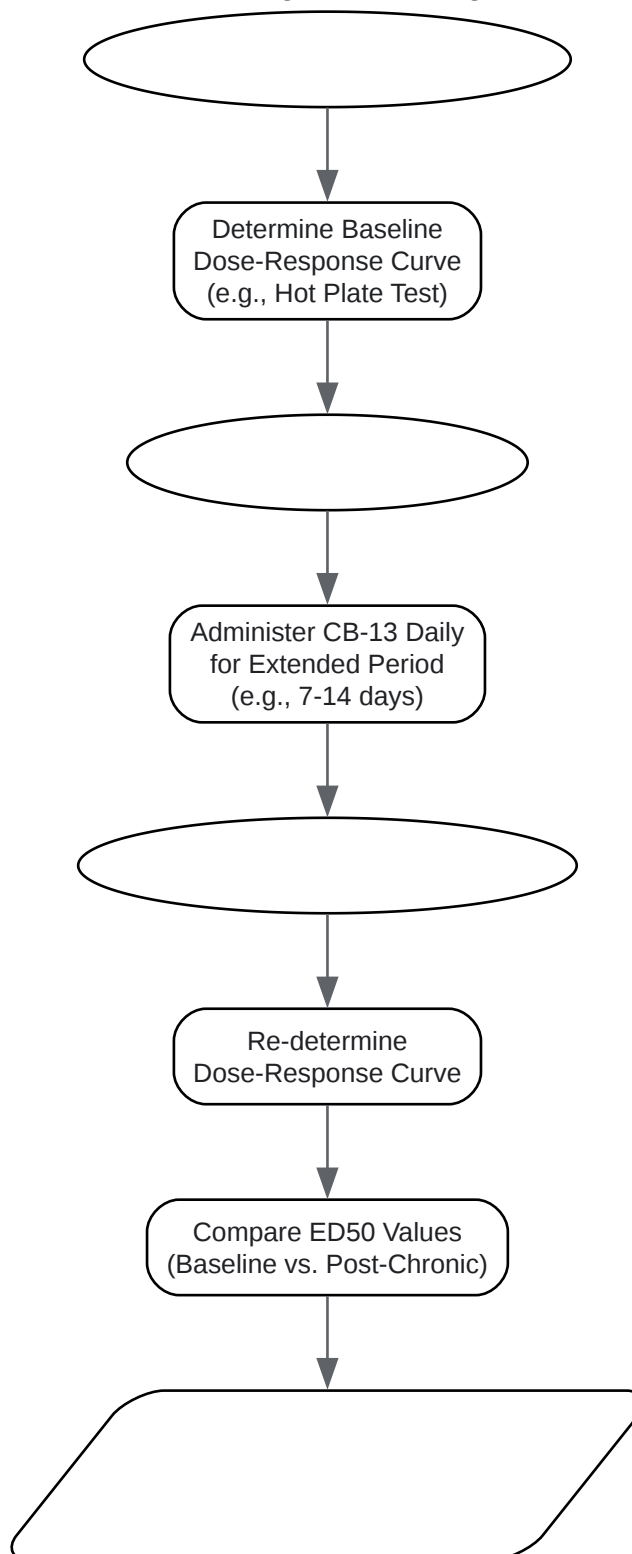 Determine Baseline
Dose-Response Curve
(e.g., Hot Plate Test)
Administer CB-13 Daily
for Extended Period
(e.g., 7-14 days)
Re-determine
Dose-Response Curve
Compare ED50 Values
(Baseline vs. Post-Chronic)